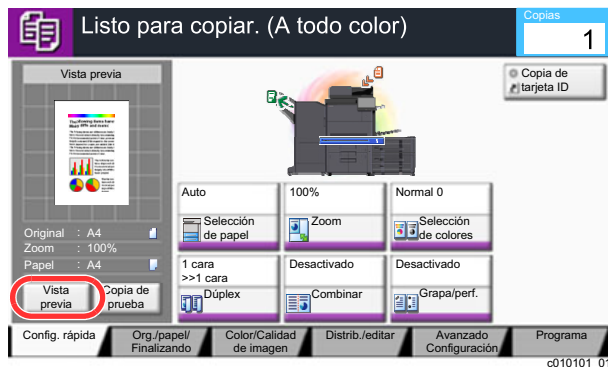 Listo para copiar. (A todo color)
Copias
1
Vista previa
Copia de
tarjeta ID
1
Original : A4
Zoom : 100%
Papel : A4
Vista
previa
Copia de
prueba
Auto
Selección
de papel
100%
Zoom
Normal 0
Selección
de colores
1 cara
>>1 cara
Dúplex
Desactivado
Combinar
Desactivado
Grapa/perf.
Config. rápida
Org./papel/
Finalizando
Color/Calidad
de imagen
Distrib./editar
Avanzado
Configuración
Programa
c010101_01